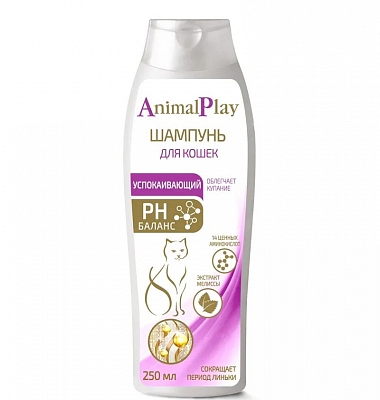 AnimalPlay
ШАМПУНЬ
ДЛЯ КОШЕК
УСПОКАИВАЮЩИЙ
ОБЛЕГЧАЕТ
КУПАНИЕ
PH
БАЛАНС
14 ЦЕННЫХ
АМИНОКИСЛОТ
ЭКСТРАКТ
МЕЛИССЫ
250 МЛ
СОКРАЩАЕТ
ПЕРИОД ЛИНЬКИ